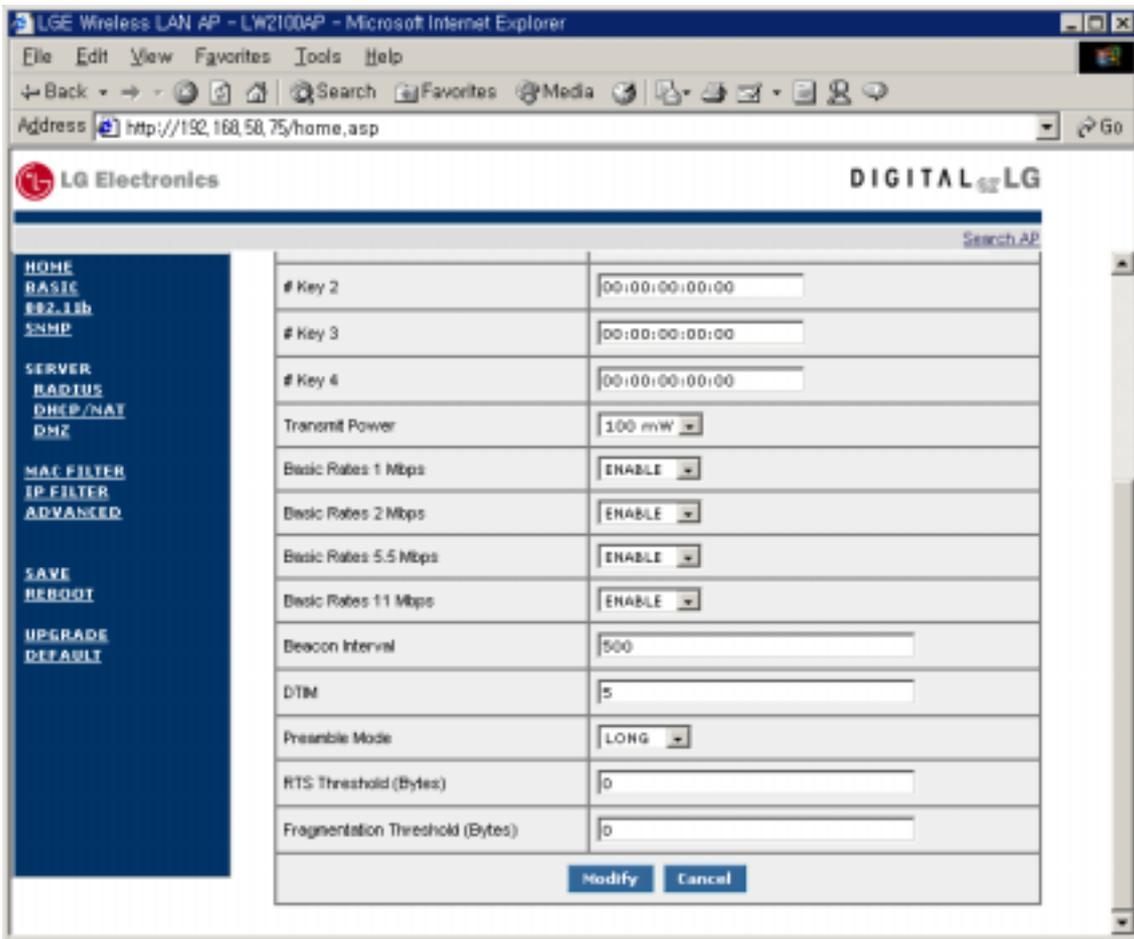 LGE Wireless LAN AP - LW2100AP - Microsoft Internet Explorer
File Edit View Favorites Tools Help
Back Search Favorites Media
Address http://192,168,58,75/home,asp Go
LG Electronics DIGITAL LG
Search AP
HOME
BASIC
802.11b
SNMP
SERVER
RADIUS
DHCP/NAT
DMZ
MAC FILTER
IP FILTER
ADVANCED
SAVE
REBOOT
UPGRADE
DEFAULT
# Key 2 00:00:00:00:00
# Key 3 00:00:00:00:00
# Key 4 00:00:00:00:00
Transmit Power 100 mW
Basic Rates 1 Mbps ENABLE
Basic Rates 2 Mbps ENABLE
Basic Rates 5.5 Mbps ENABLE
Basic Rates 11 Mbps ENABLE
Beacon Interval 500
DTIM 5
Preamble Mode LONG
RTS Threshold (Bytes) 0
Fragmentation Threshold (Bytes) 0
Modify Cancel